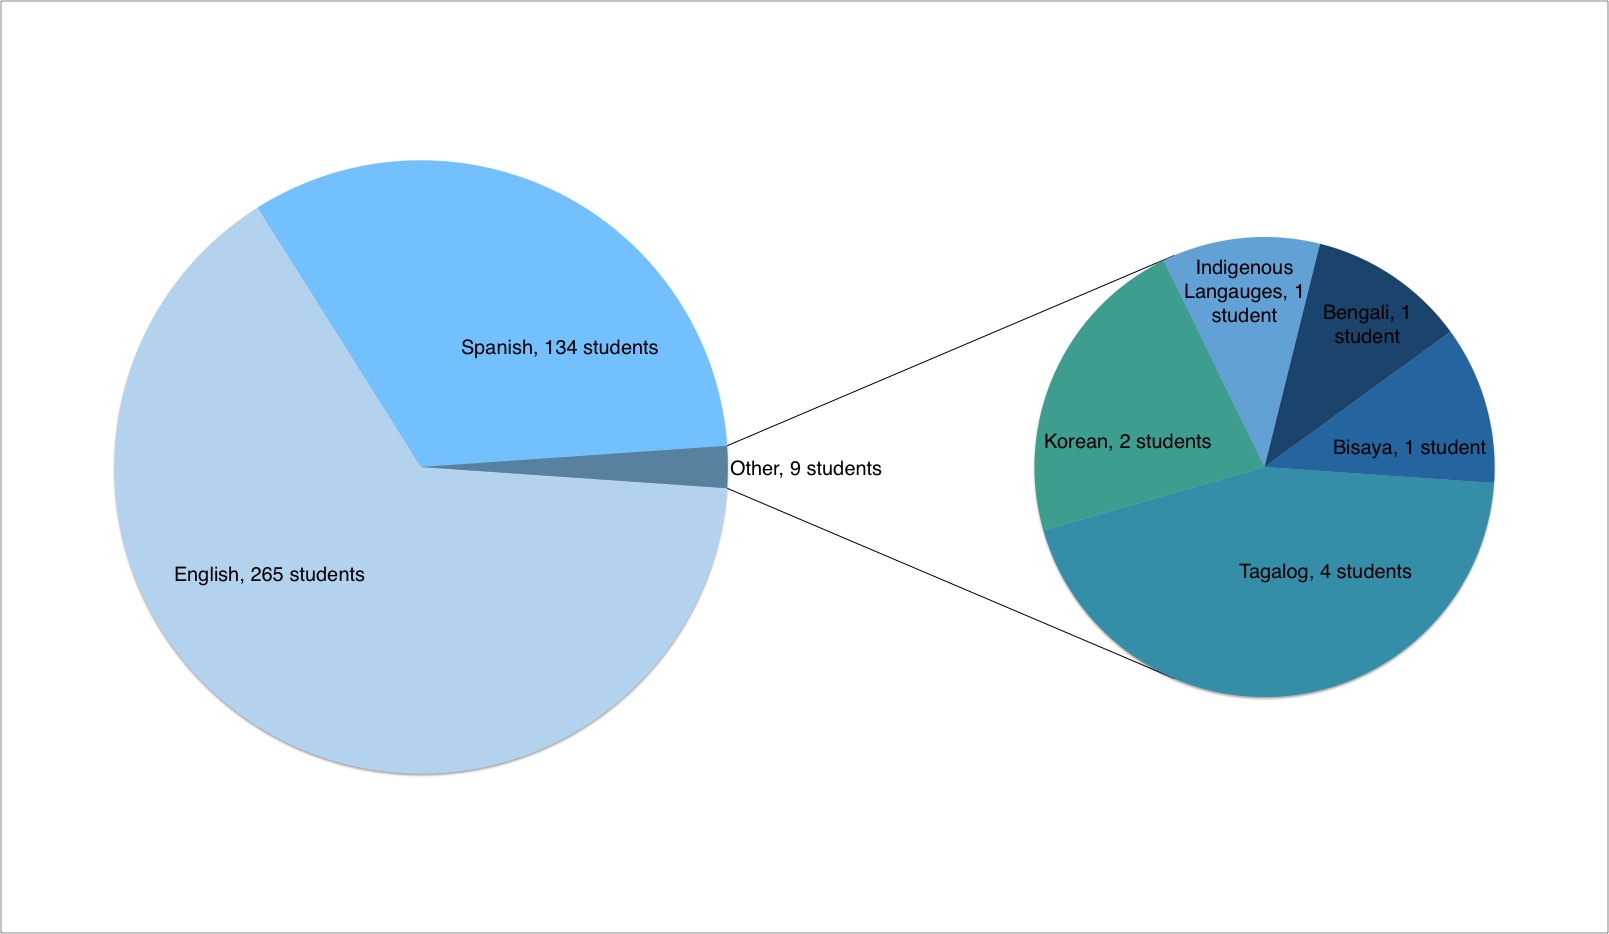 Spanish, 134 students
Other, 9 students
English, 265 students
Indigenous
Langauges, 1
student
Bengali, 1
student
Korean, 2 students
Bisaya, 1 student
Tagalog, 4 students